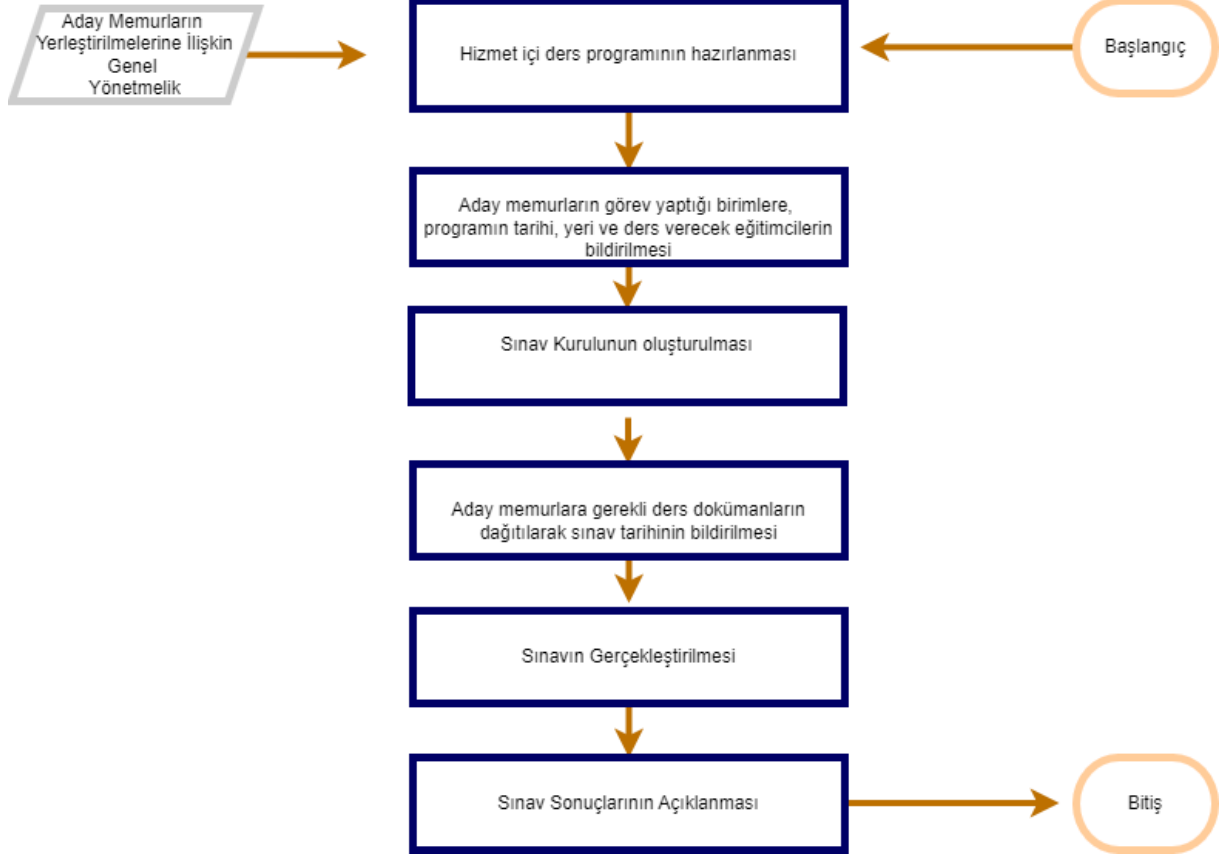 Aday Memurların
Yerleştirilmelerine İlişkin
Genel
Yönetmelik
Hizmet içi ders programının hazırlanması
Başlangıç
Aday memurların görev yaptığı birimlere,
programın tarihi, yeri ve ders verecek eğitimcilerin
bildirilmesi
Sınav Kurulunun oluşturulması
Aday memurlara gerekli ders dokümanların
dağıtılarak sınav tarihinin bildirilmesi
Sınavın Gerçekleştirilmesi
Sınav Sonuçlarının Açıklanması
Bitiş